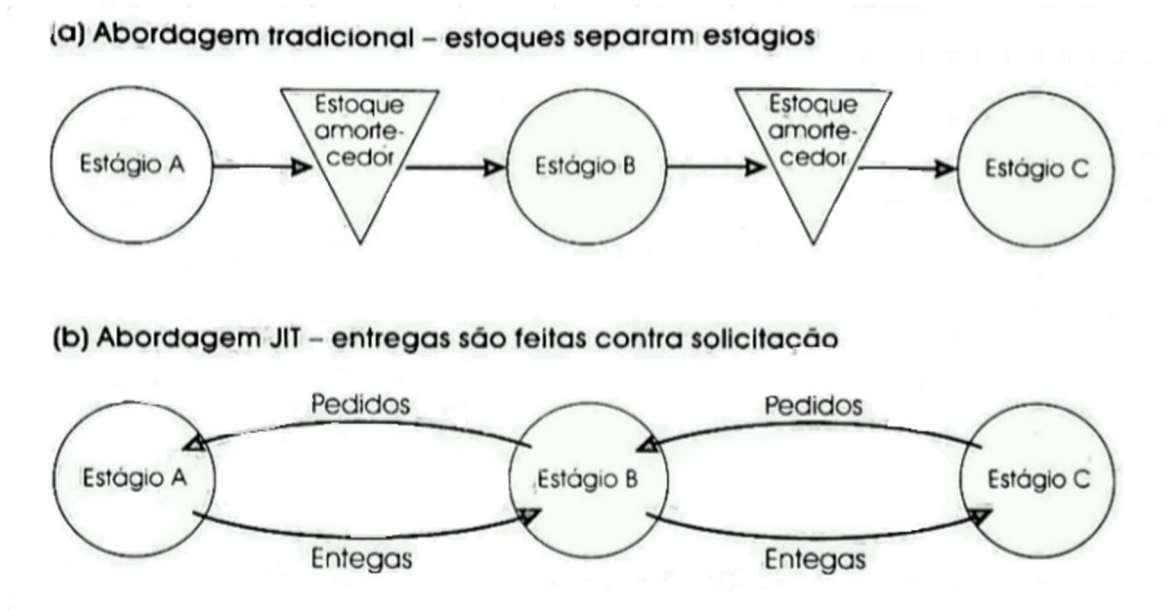 (a) Abordagem tradicional – estoques separam estágios
Estágio A
Estoque
amorte-
cedor
Estágio B
Estoque
amorte-
cedor
Estágio C
(b) Abordagem JIT – entregas são feitas contra solicitação
Pedidos
Pedidos
Estágio A
Estágio B
Estágio C
Entegas
Entegas